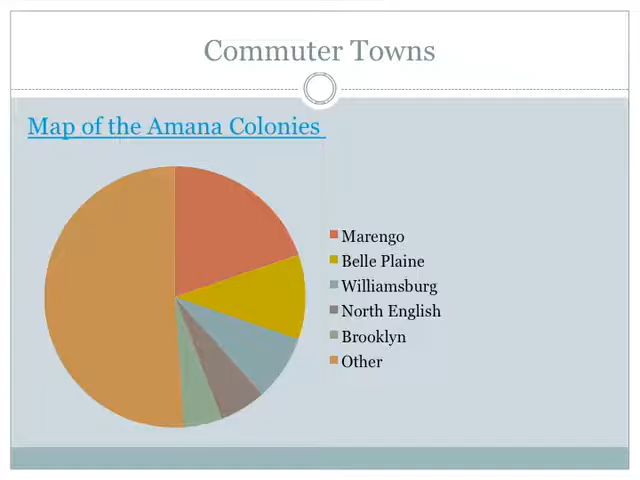 Commuter Towns
Map of the Amana Colonies
Marengo
Belle Plaine
Williamsburg
North English
Brooklyn
Other